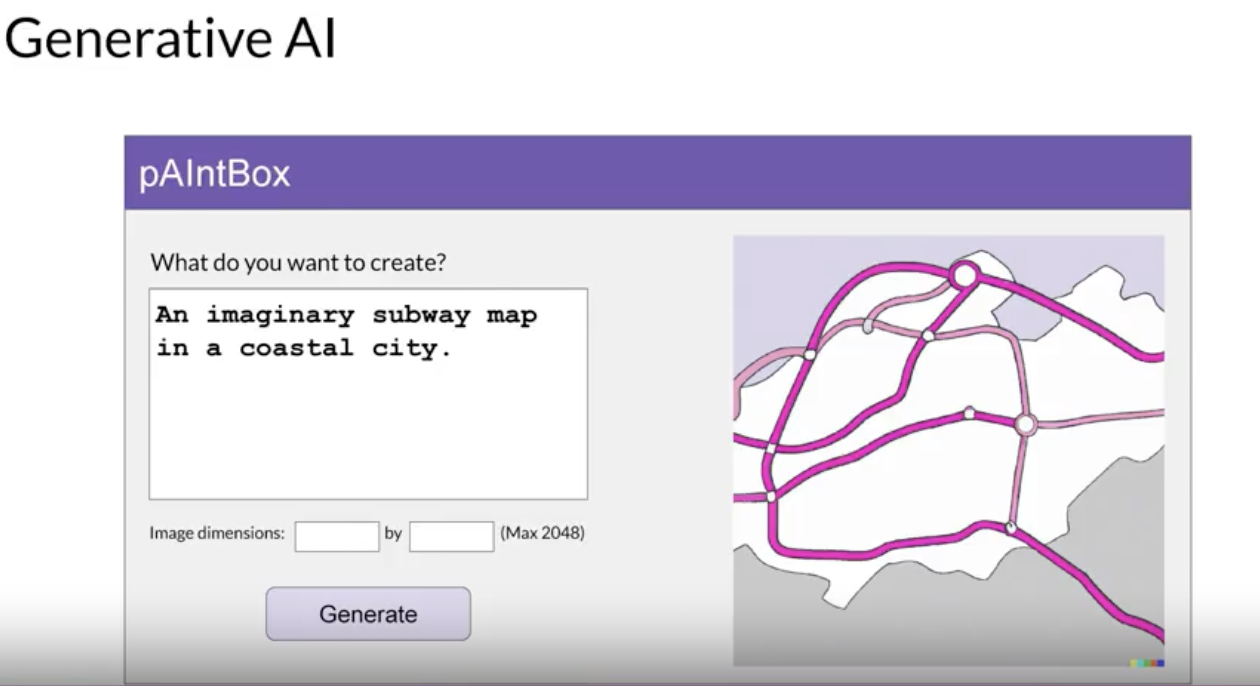 Generative AI
pAIntBox
What do you want to create?
An imaginary subway map
in a coastal city.
Image dimensions: by (Max 2048)
Generate